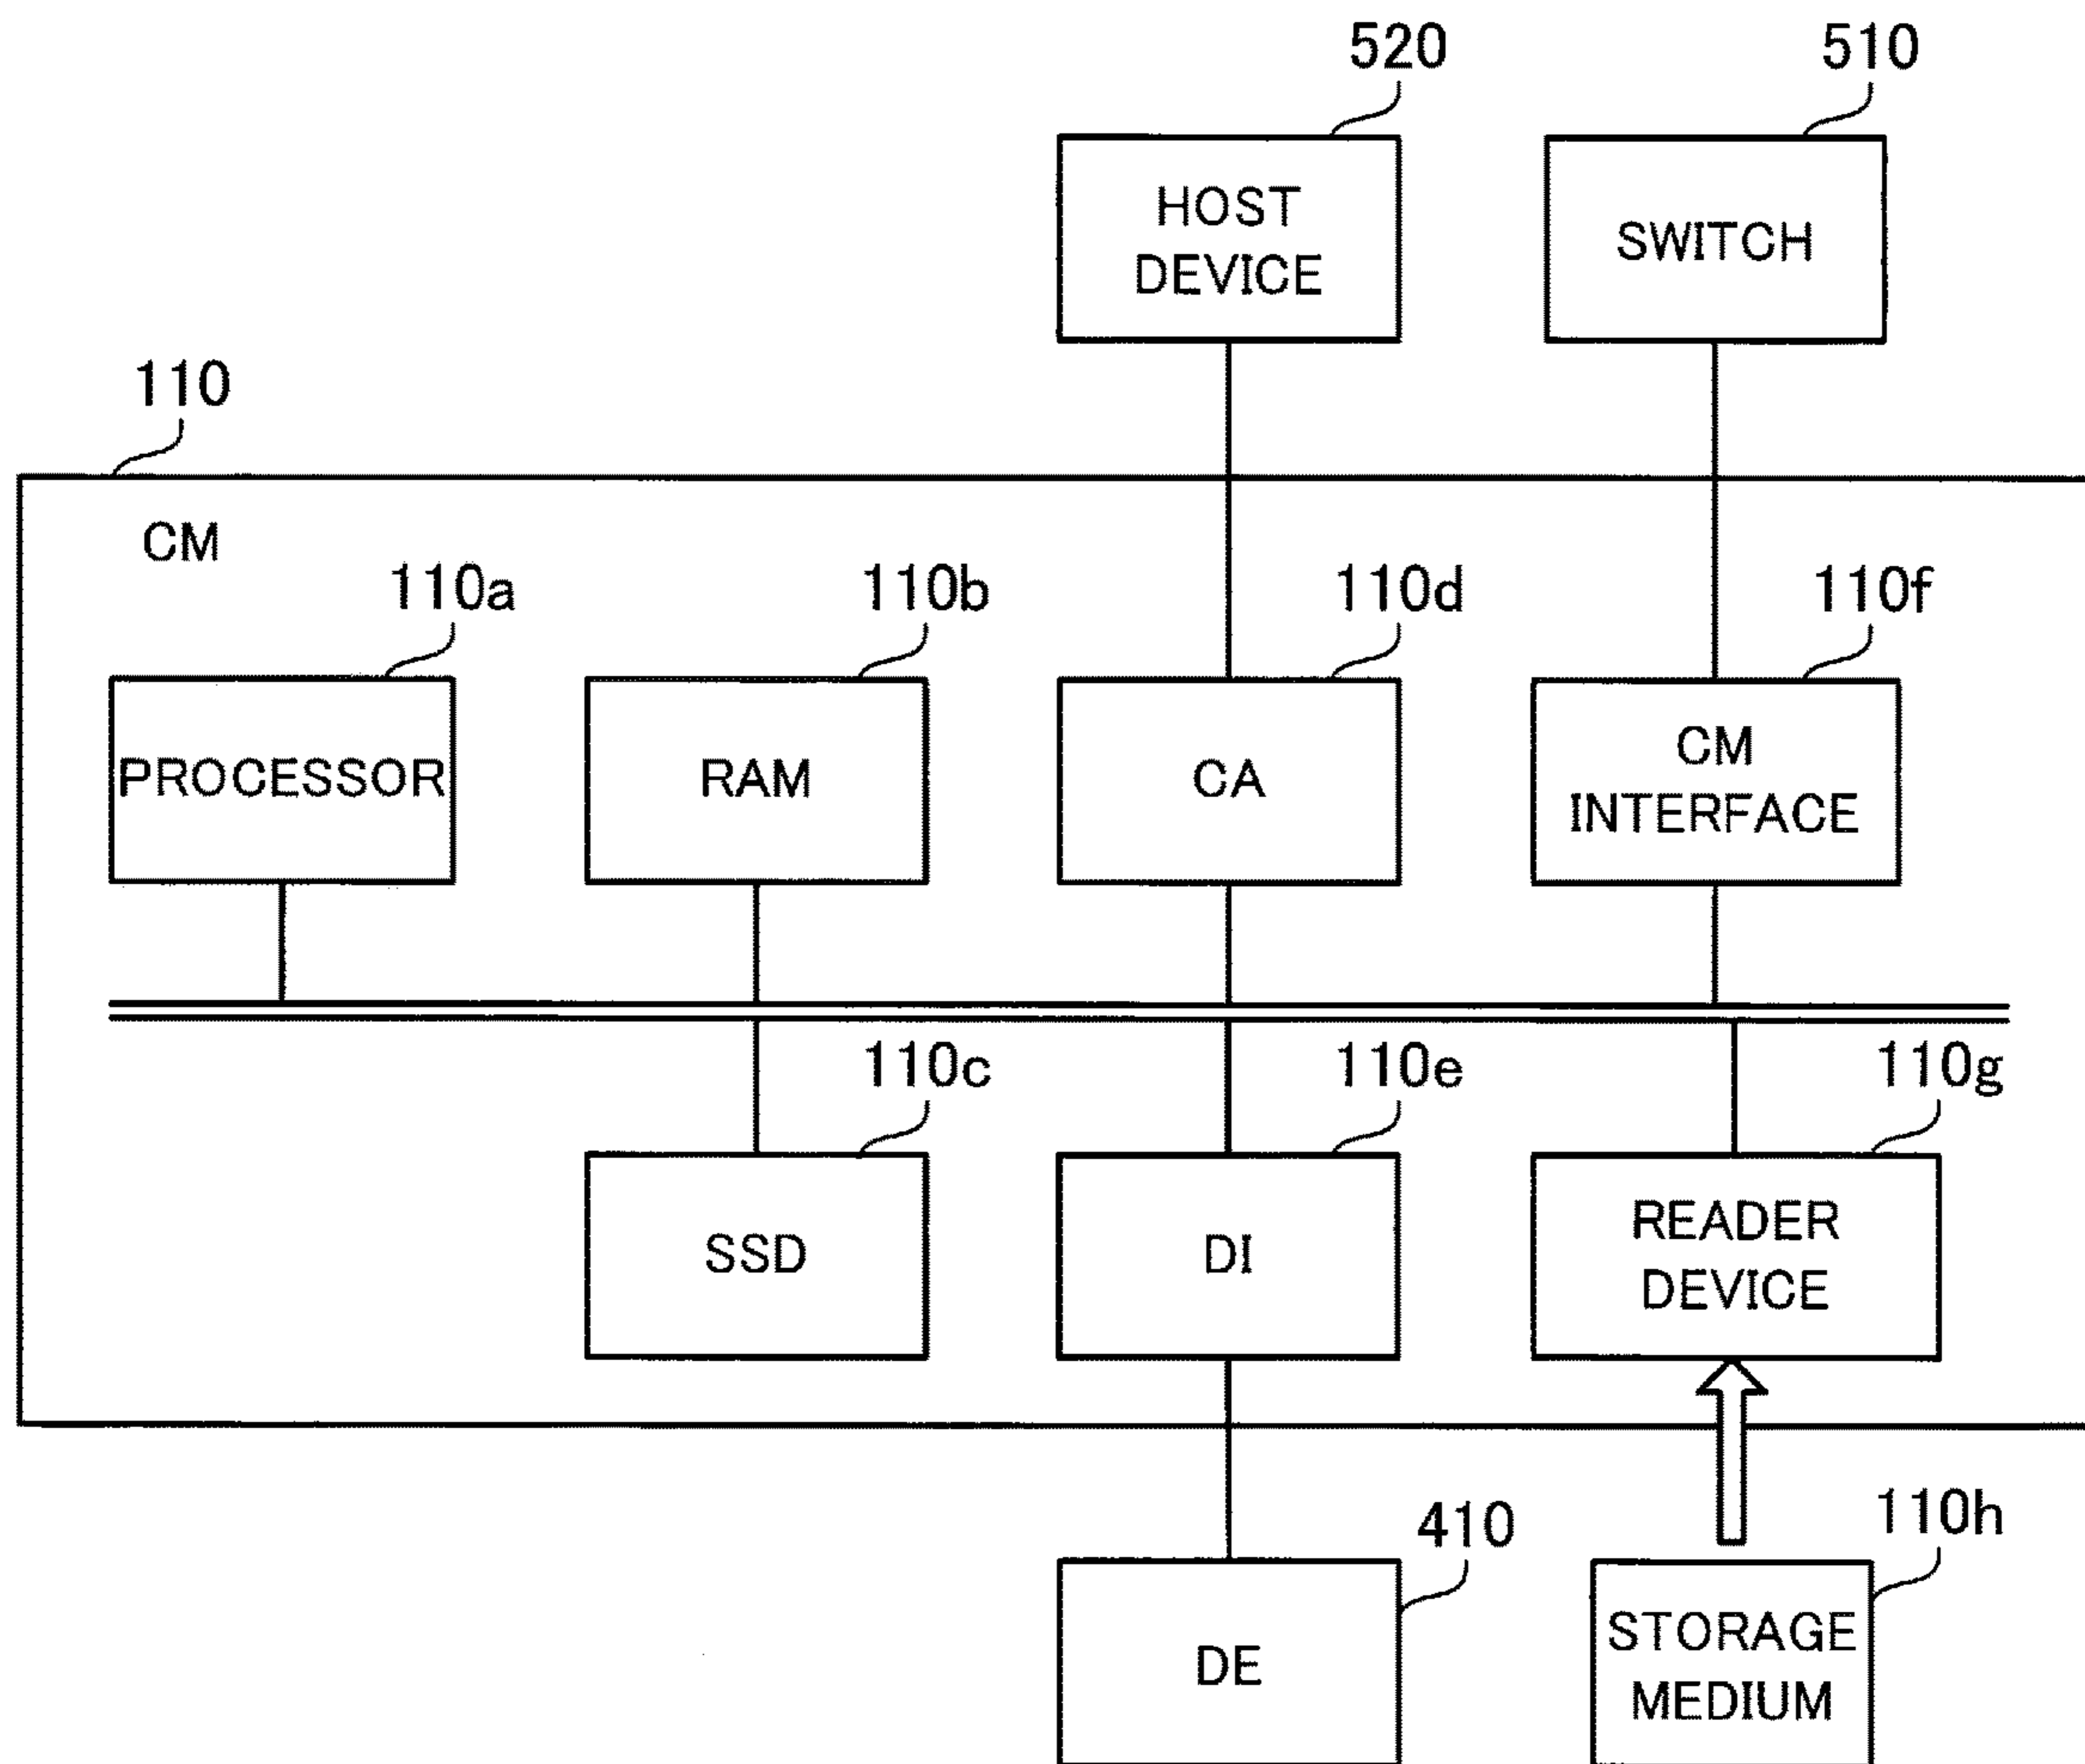 520
510
HOST
DEVICE
SWITCH
110
CM
110a
110b
110d
110f
PROCESSOR
RAM
CA
CM
INTERFACE
110c
110e
110g
SSD
DI
READER
DEVICE
410
110h
DE
STORAGE
MEDIUM